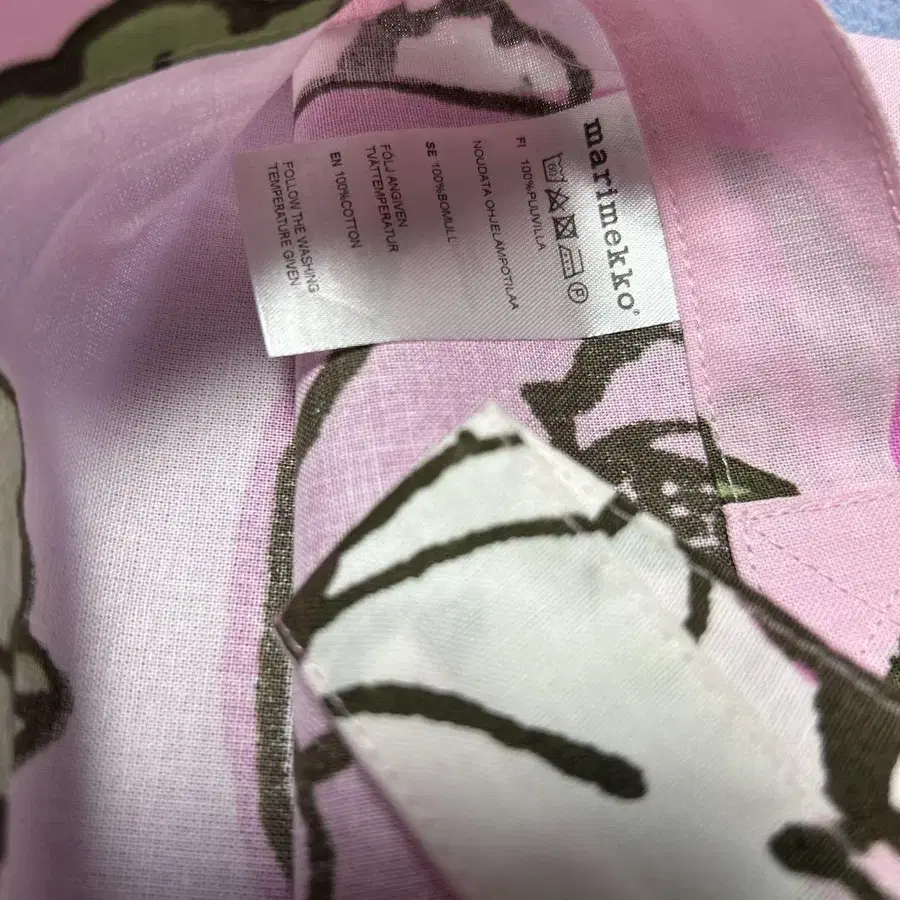 marimekko®
60
P
FI 100%PUUVILLA
NOUDATA OHJELÄMPÖTILAA
SE 100%BOMULL
FÖLJ ANGIVEN
TVÄTTEMPERATUR
EN 100%COTTON
FOLLOW THE WASHING
TEMPERATURE GIVEN